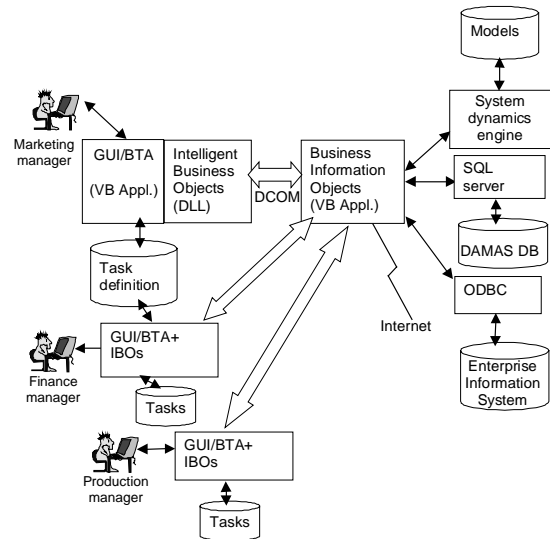 Models
System
dynamics
engine
Marketing
manager
GUI/BTA
(VB Appl.)
Intelligent
Business
Objects
(DLL)
DCOM
Business
Information
Objects
(VB Appl.)
SQL
server
DAMAS DB
Task
definition
ODBC
Internet
GUI/BTA+
IBOs
Finance
manager
Tasks
Enterprise
Information
System
GUI/BTA+
IBOs
Production
manager
Tasks